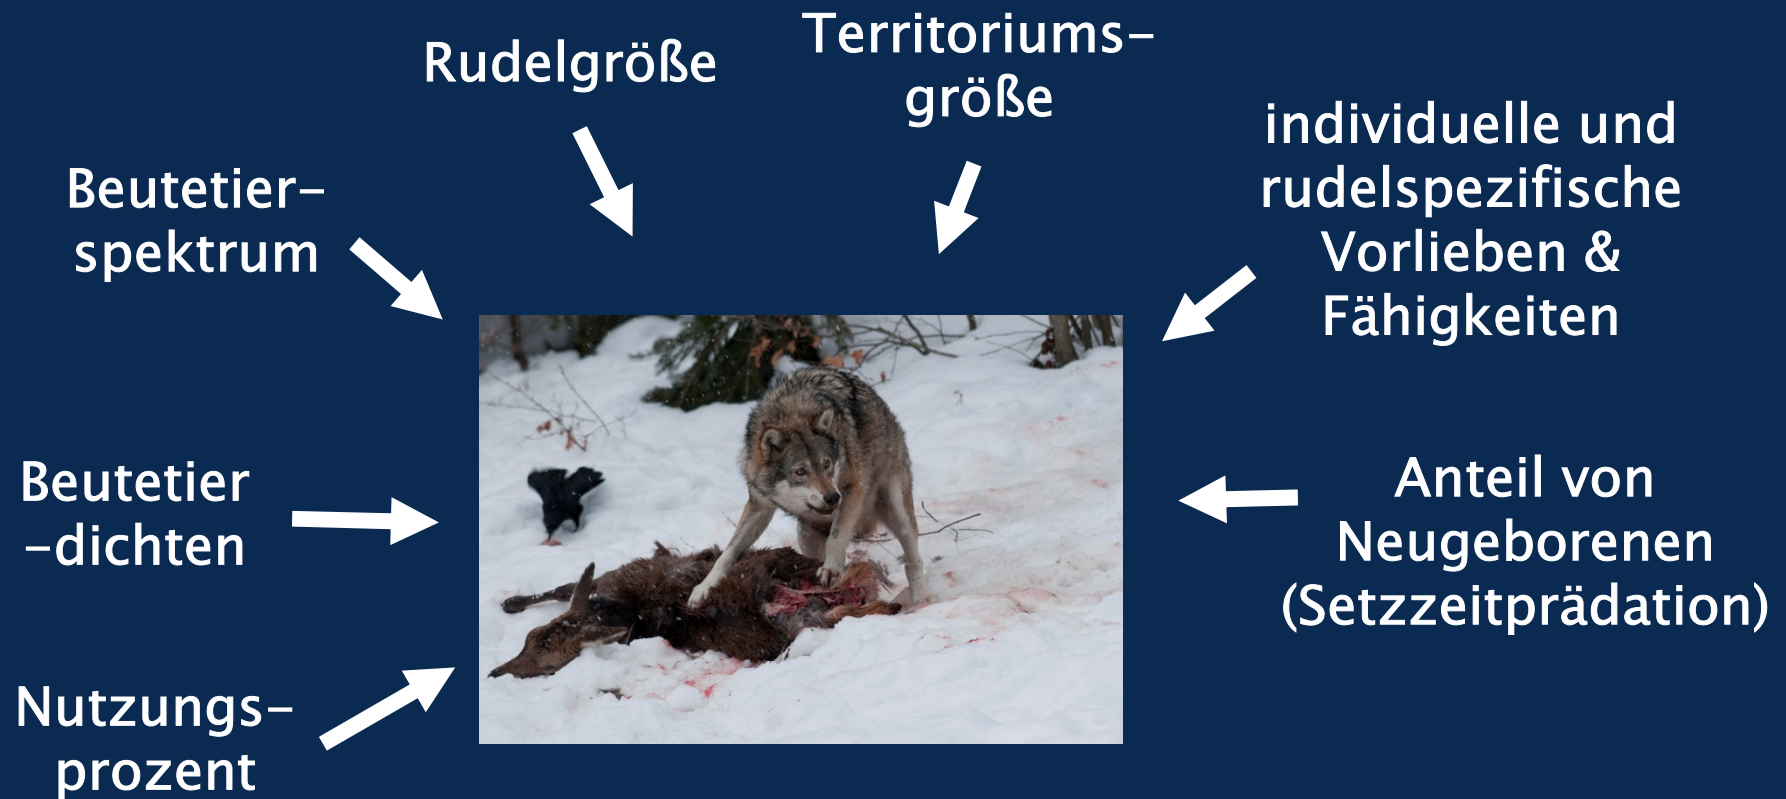 Rudelgröße
Territoriums-
größe
individuelle und
rudelspezifische
Vorlieben &
Fähigkeiten
Beutetier-
spektrum
Beutetier
-dichten
Anteil von
Neugeborenen
(Setzzeitprädation)
Nutzungs-
prozent